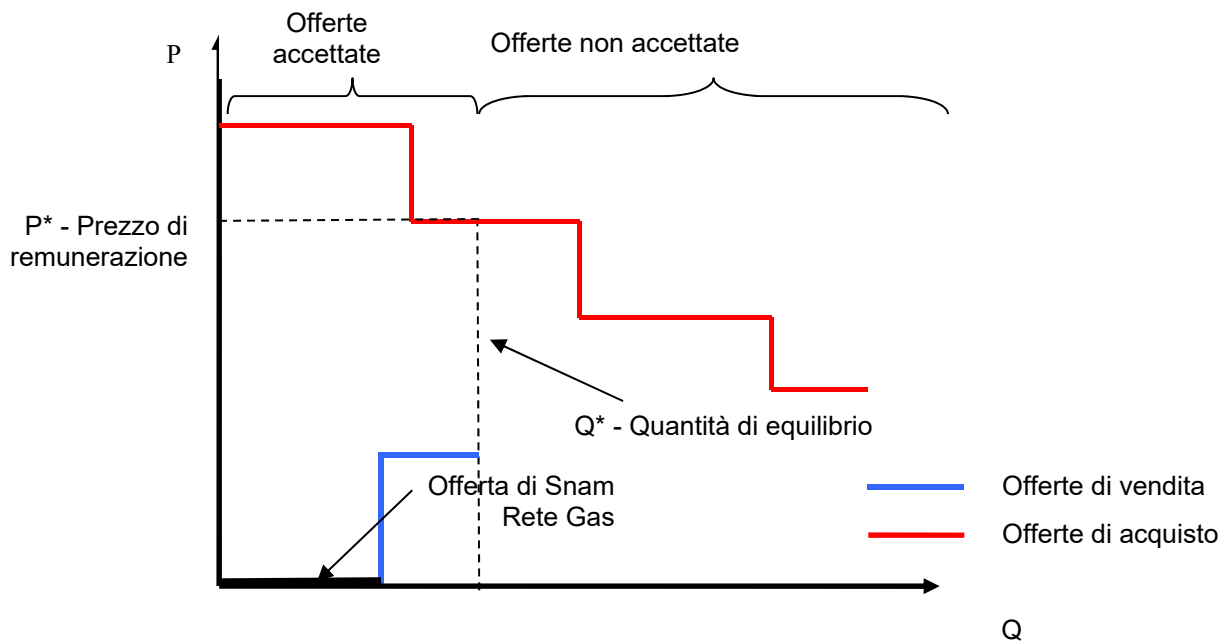 Offerte
accettate
Offerte non accettate
P
P* - Prezzo di
remunerazione
Q* - Quantità di equilibrio
Offerta di Snam
Rete Gas
Offerte di vendita
Offerte di acquisto
Q